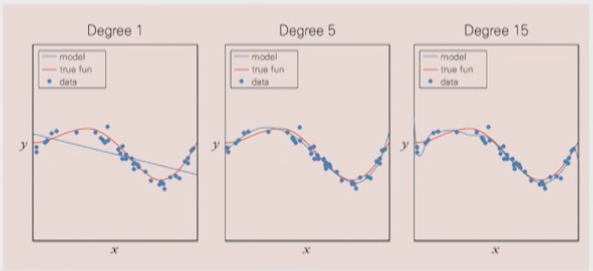 Degree 1
model
true fun
data
y
x
Degree 5
model
true fun
data
y
x
Degree 15
model
true fun
data
y
x